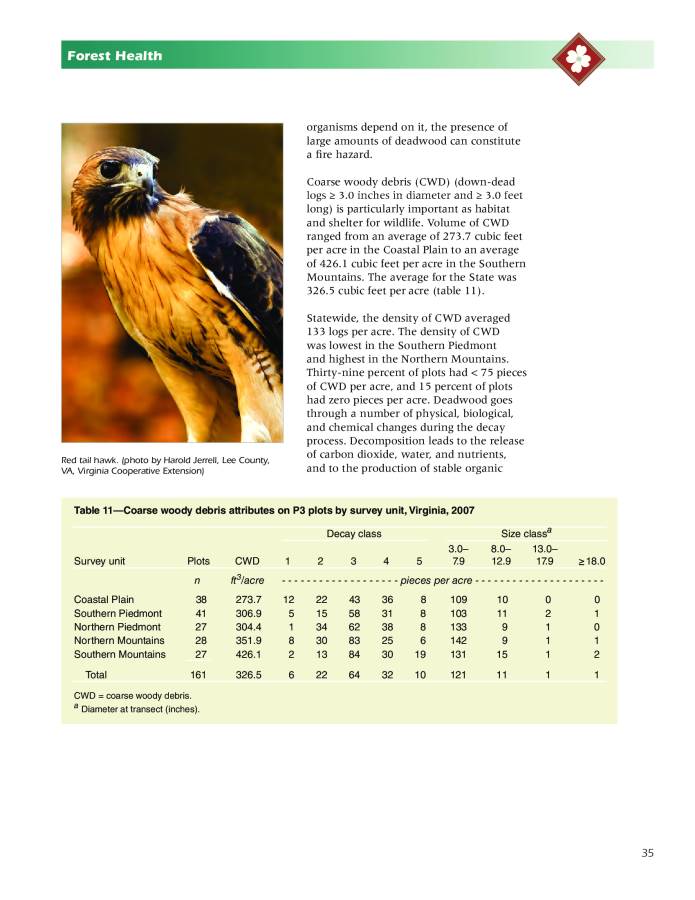 Forest Health
organisms depend on it, the presence of
large amounts of deadwood can constitute
a fire hazard.
Coarse woody debris (CWD) (down-dead
logs ≥ 3.0 inches in diameter and ≥ 3.0 feet
long) is particularly important as habitat
and shelter for wildlife. Volume of CWD
ranged from an average of 273.7 cubic feet
per acre in the Coastal Plain to an average
of 426.1 cubic feet per acre in the Southern
Mountains. The average for the State was
326.5 cubic feet per acre (table 11).
Statewide, the density of CWD averaged
133 logs per acre. The density of CWD
was lowest in the Southern Piedmont
and highest in the Northern Mountains.
Thirty-nine percent of plots had < 75 pieces
of CWD per acre, and 15 percent of plots
had zero pieces per acre. Deadwood goes
through a number of physical, biological,
and chemical changes during the decay
process. Decomposition leads to the release
of carbon dioxide, water, and nutrients,
and to the production of stable organic
Red tail hawk. (photo by Harold Jerrell, Lee County,
VA, Virginia Cooperative Extension)
Table 11—Coarse woody debris attributes on P3 plots by survey unit, Virginia, 2007
Decay class Size classa
3.0– 8.0– 13.0–
Survey unit Plots CWD 1 2 3 4 5 7.9 12.9 17.9 ≥ 18.0
n ft3/acre - - - - - - - - - - - - - - - - - - - pieces per acre - - - - - - - - - - - - - - - - - - - - -
Coastal Plain 38 273.7 12 22 43 36 8 109 10 0 0
Southern Piedmont 41 306.9 5 15 58 31 8 103 11 2 1
Northern Piedmont 27 304.4 1 34 62 38 8 133 9 1 0
Northern Mountains 28 351.9 8 30 83 25 6 142 9 1 1
Southern Mountains 27 426.1 2 13 84 30 19 131 15 1 2
Total 161 326.5 6 22 64 32 10 121 11 1 1
CWD = coarse woody debris.
a Diameter at transect (inches).
35